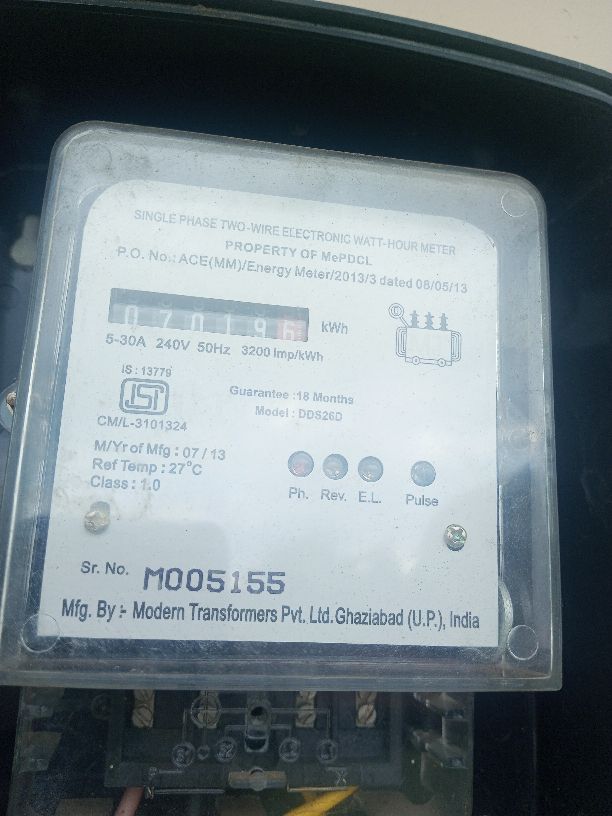 SINGLE PHASE TWO-WIRE ELECTRONIC WATT-HOUR METER
PROPERTY OF MePDCL
P.O. No.: ACE(MM)/Energy Meter/2013/3 dated 08/05/13
070196 kWh
5-30A 240V 50Hz 3200 Imp/kWh
IS : 13779
ISI
CM/L-3101324
Guarantee :18 Months
Model : DDS26D
M/Yr of Mfg : 07 / 13
Ref Temp : 27°C
Class : 1.0
Ph. Rev. E.L. Pulse
Sr. No. M005155
Mfg. By :- Modern Transformers Pvt. Ltd.Ghaziabad (U.P.), India